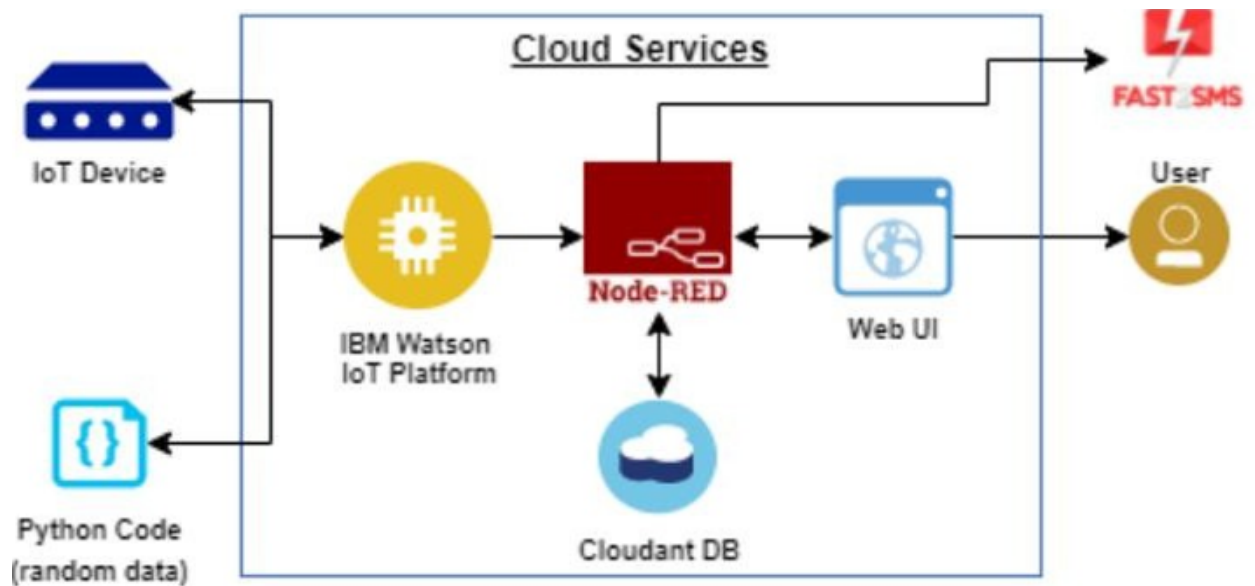 Cloud Services
FAST2SMS
IoT Device
User
Node-RED
Web UI
IBM Watson
IoT Platform
Cloudant DB
Python Code
(random data)